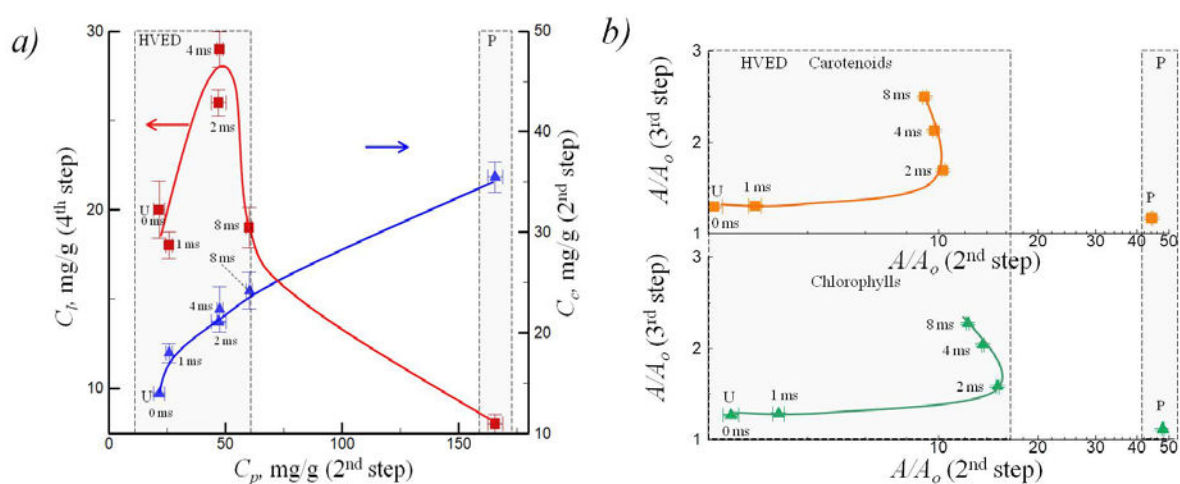 a)
HVED
P
30
20
10
C_l, mg/g (4th step)
50
40
30
20
10
C_c, mg/g (2nd step)
4 ms
2 ms
U
0 ms
1 ms
8 ms
8 ms
4 ms
2 ms
1 ms
U
0 ms
0 50 100 150
C_p, mg/g (2nd step)
b)
HVED Carotenoids
P
3
2
1
A/A_o (3rd step)
8 ms
4 ms
2 ms
U 1 ms
0 ms
P
10 20 30 40 50
A/A_o (2nd step)
Chlorophylls
3
2
1
A/A_o (3rd step)
8 ms
4 ms
2 ms
U 1 ms
0 ms
P
10 20 30 40 50
A/A_o (2nd step)